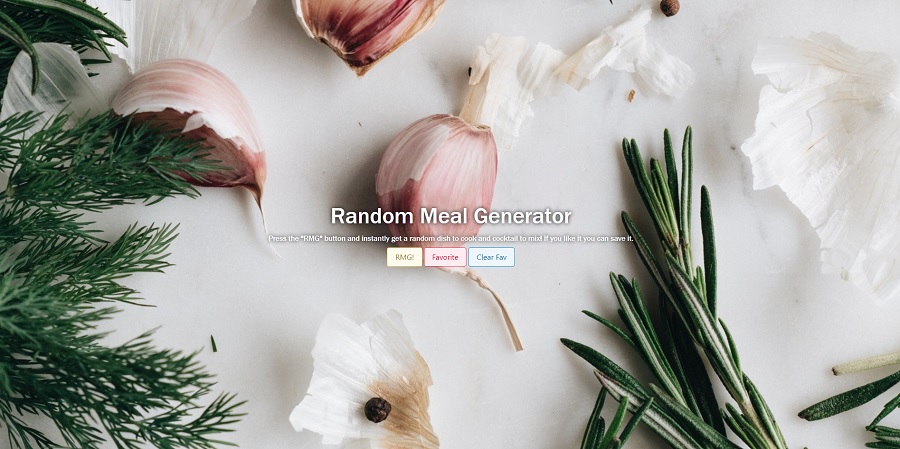 Random Meal Generator
Press the "RMG" button and instantly get a random dish to cook and cocktail to mix! If you like it you can save it.
RMG! Favorite Clear Fav